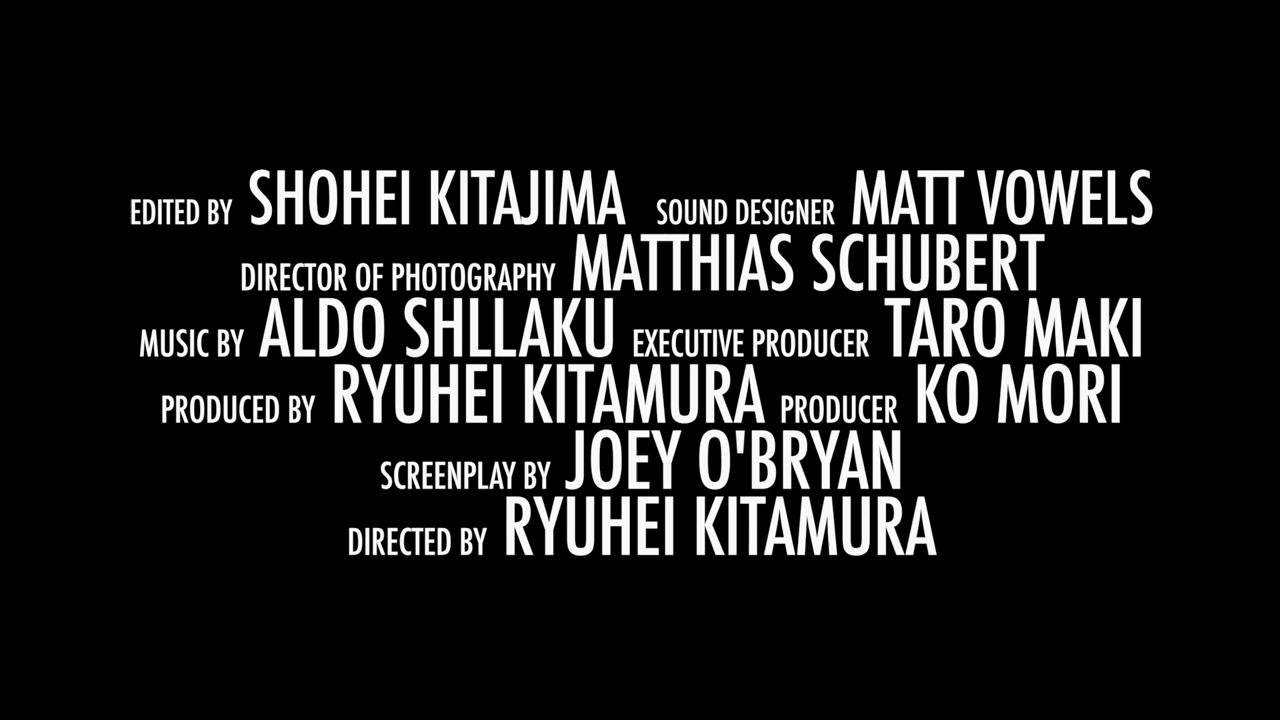 EDITED BY SHOHEI KITAJIMA SOUND DESIGNER MATT VOWELS
DIRECTOR OF PHOTOGRAPHY MATTHIAS SCHUBERT
MUSIC BY ALDO SHLLAKU EXECUTIVE PRODUCER TARO MAKI
PRODUCED BY RYUHEI KITAMURA PRODUCER KO MORI
SCREENPLAY BY JOEY O'BRYAN
DIRECTED BY RYUHEI KITAMURA